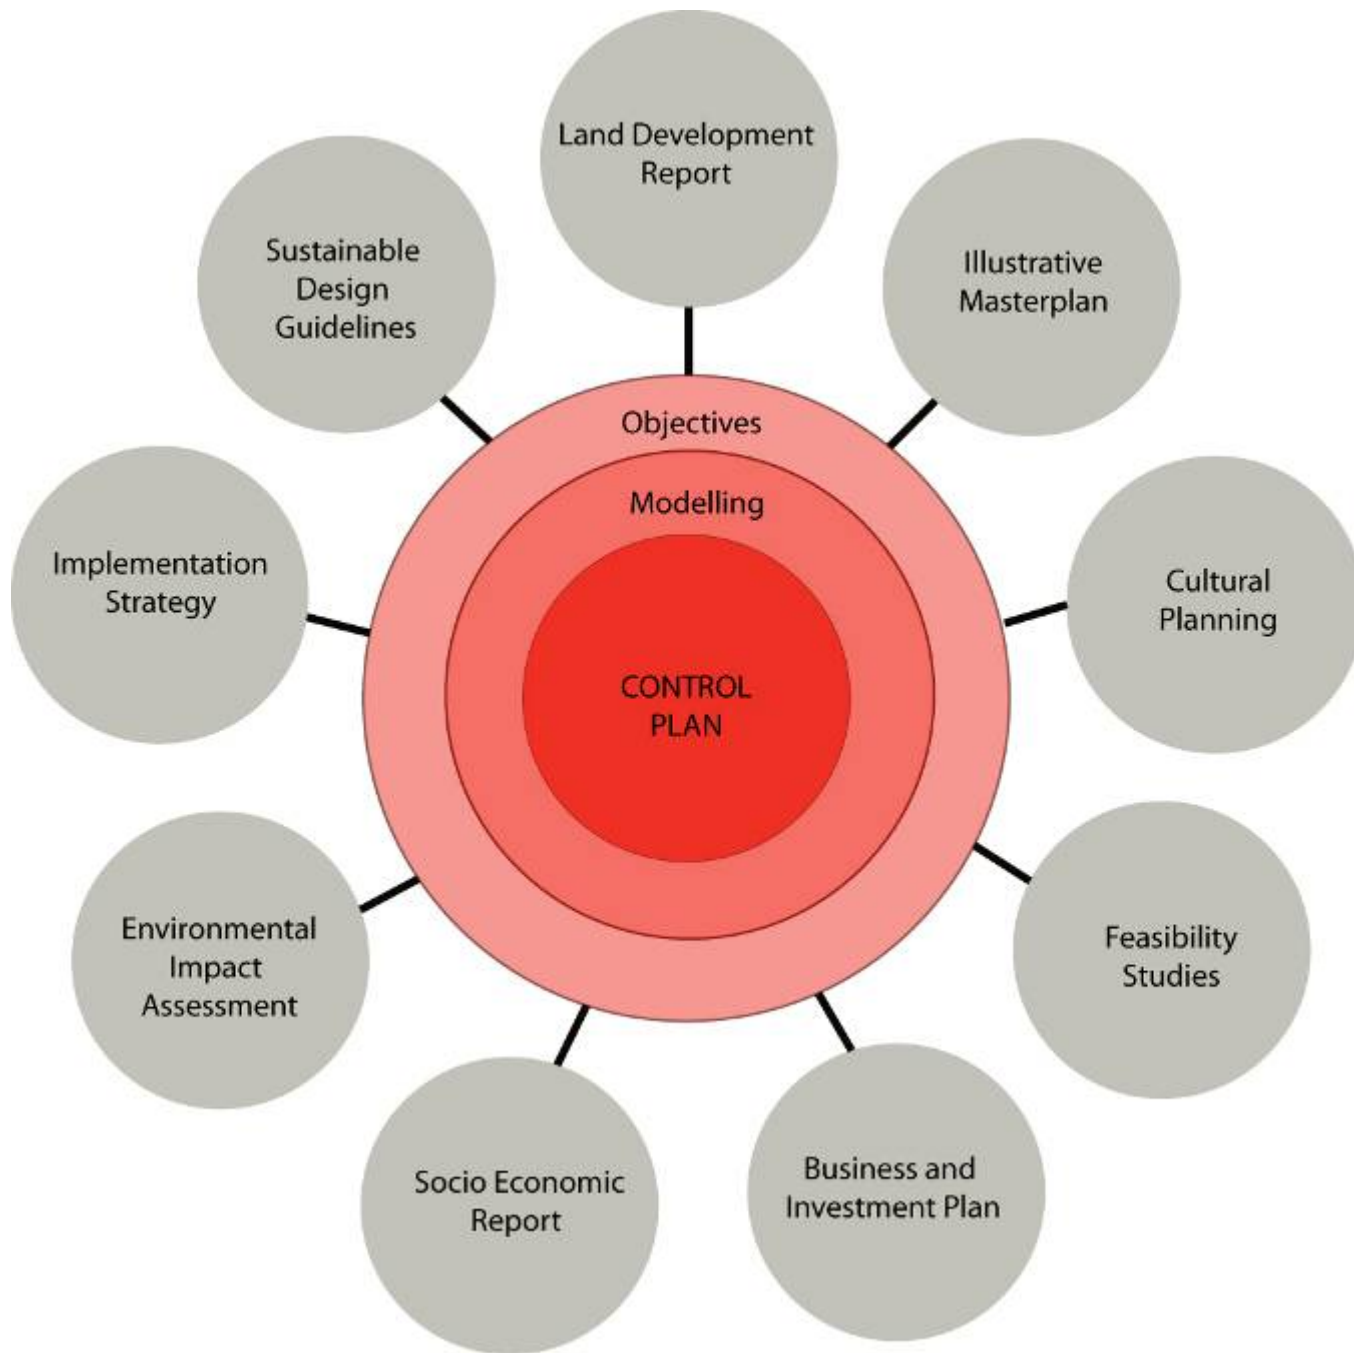 Land Development
Report
Illustrative
Masterplan
Cultural
Planning
Feasibility
Studies
Business and
Investment Plan
Socio Economic
Report
Environmental
Impact
Assessment
Implementation
Strategy
Sustainable
Design
Guidelines
Objectives
Modelling
CONTROL
PLAN